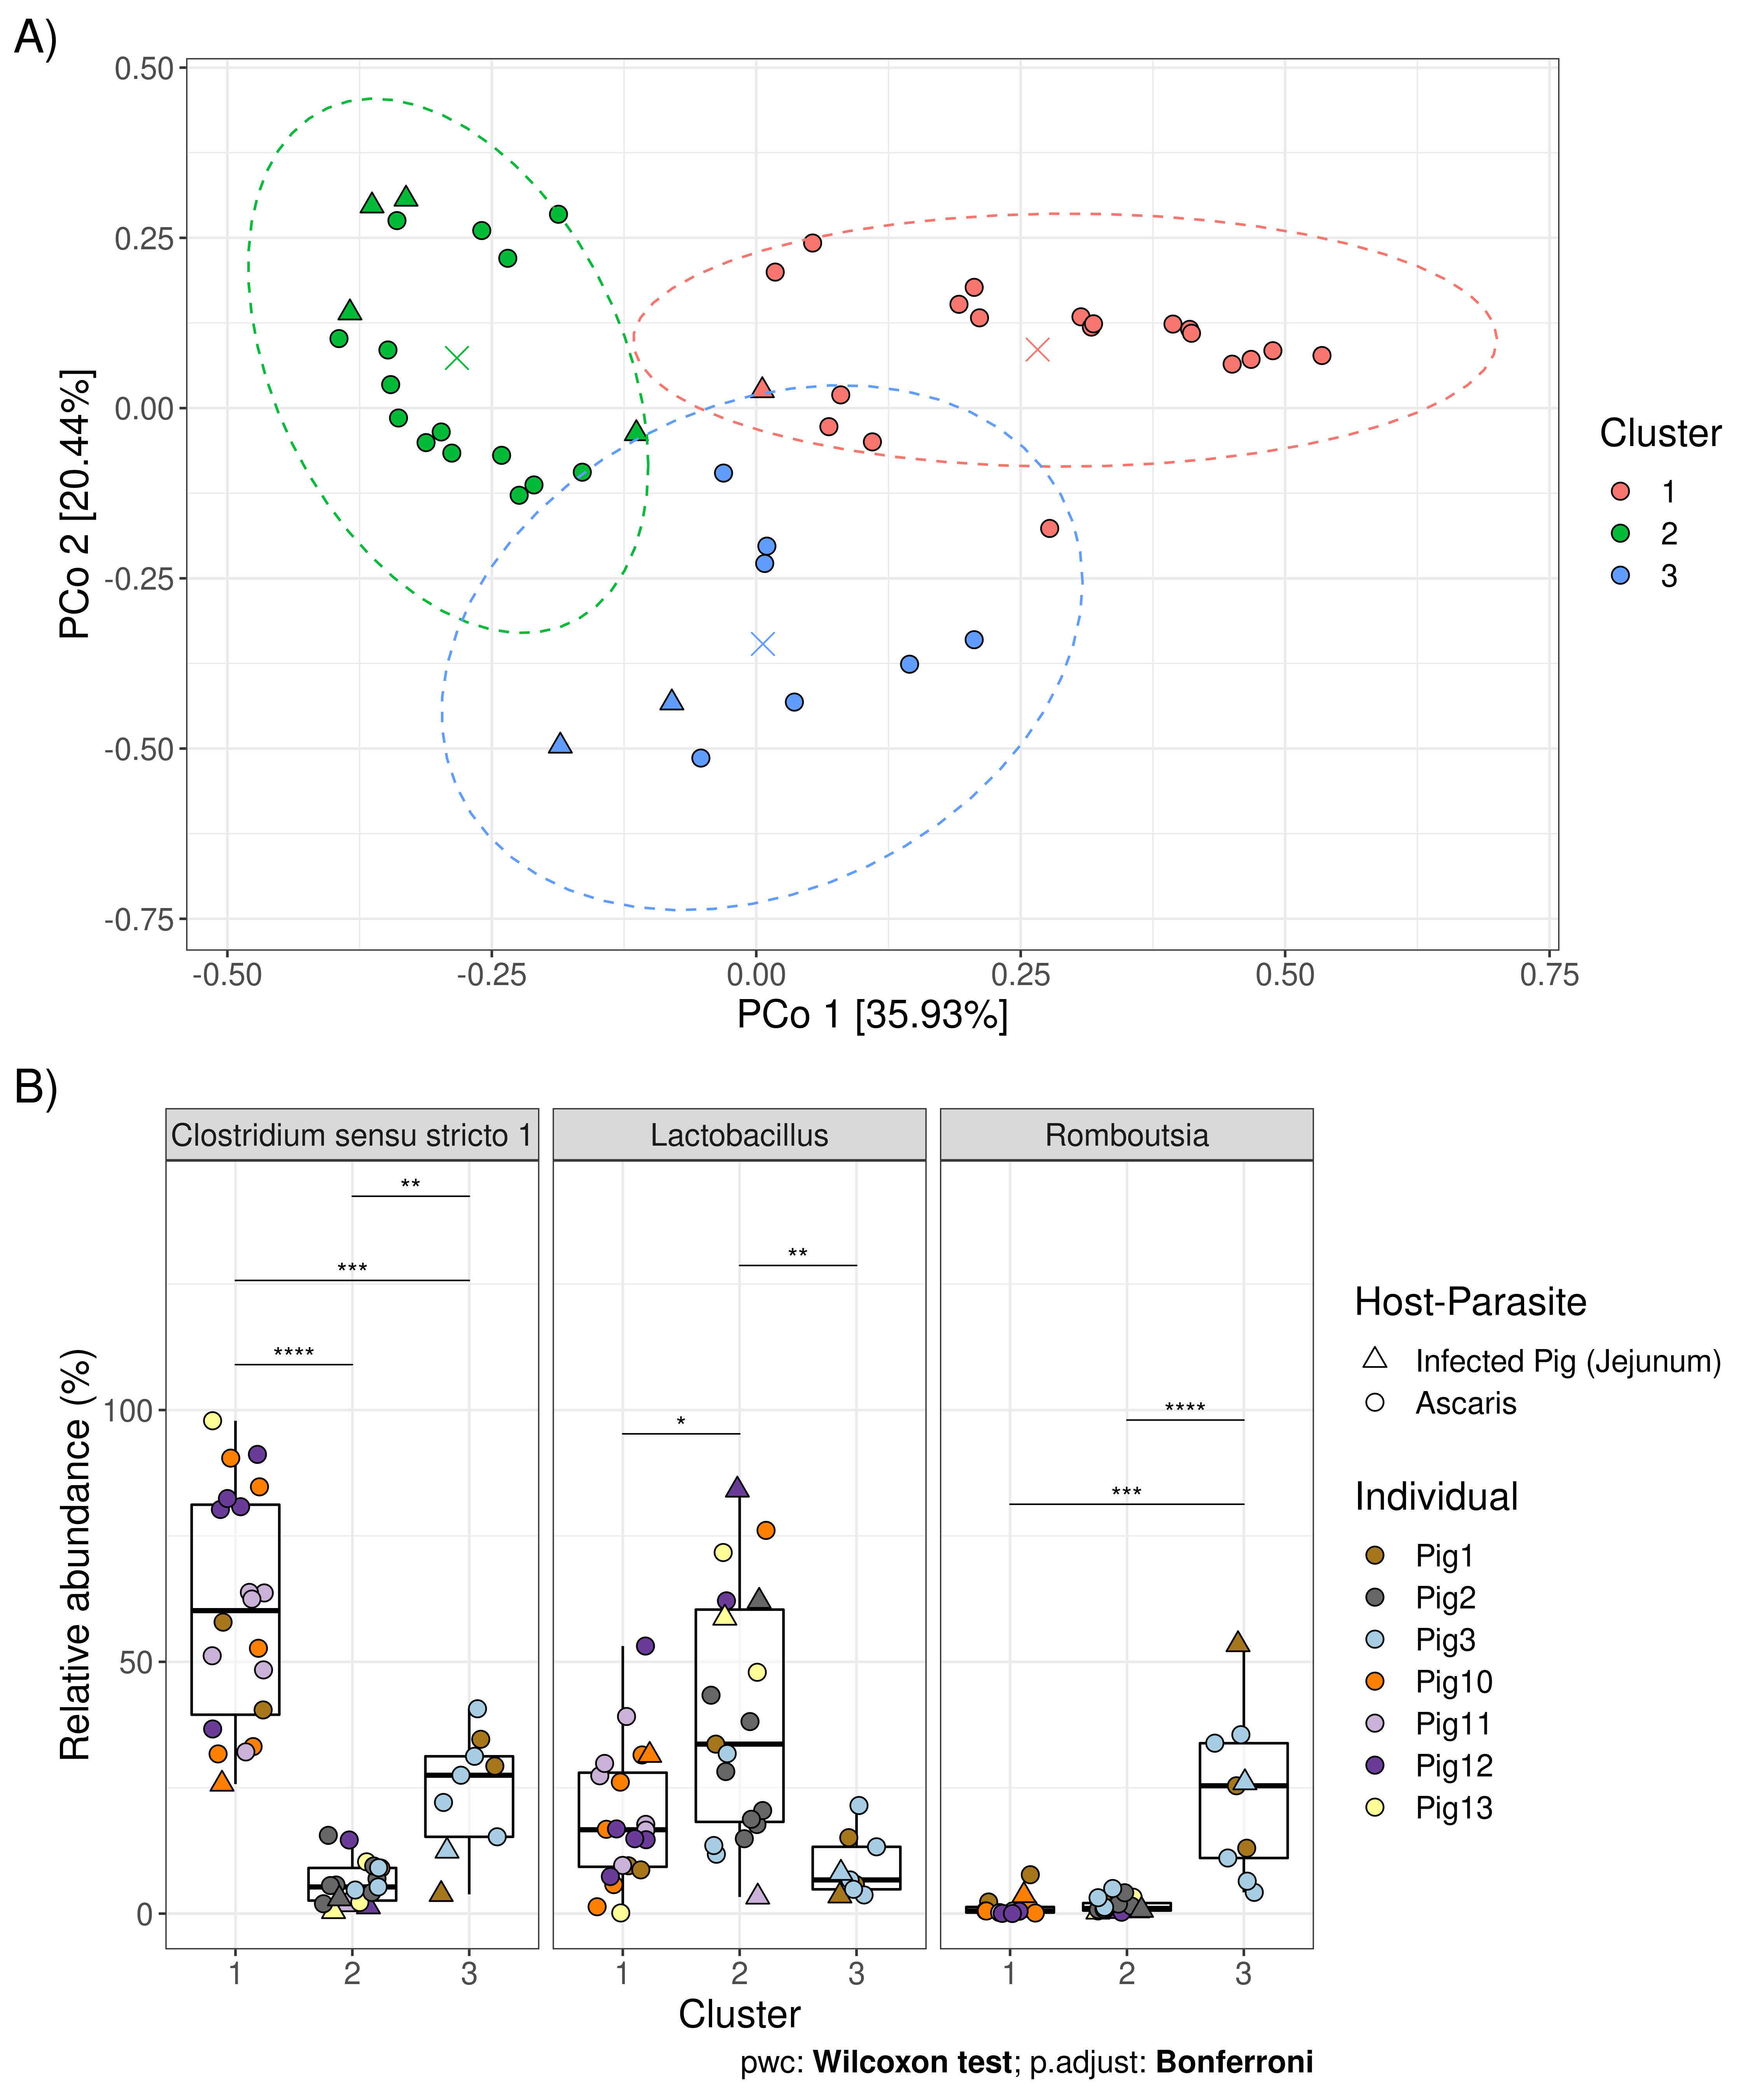 A)
0.50
0.25
0.00
-0.25
-0.50
-0.75
PCo 2 [20.44%]
-0.50 -0.25 0.00 0.25 0.50 0.75
PCo 1 [35.93%]
Cluster
1
2
3
B)
Clostridium sensu stricto 1 Lactobacillus Romboutsia
**
***
****
**
*
****
***
100
50
0
Relative abundance (%)
1 2 3 1 2 3 1 2 3
Cluster
pwc: Wilcoxon test; p.adjust: Bonferroni
Host-Parasite
Infected Pig (Jejunum)
Ascaris
Individual
Pig1
Pig2
Pig3
Pig10
Pig11
Pig12
Pig13